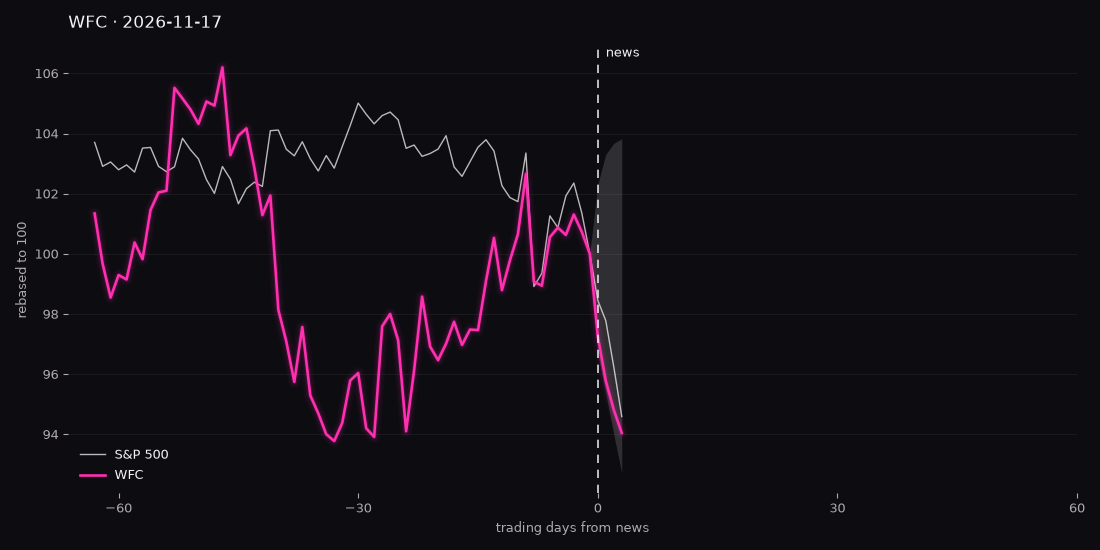 WFC · 2026-11-17
news
106
104
102
100
98
96
94
rebased to 100
S&P 500
WFC
−60
−30
0
30
60
trading days from news